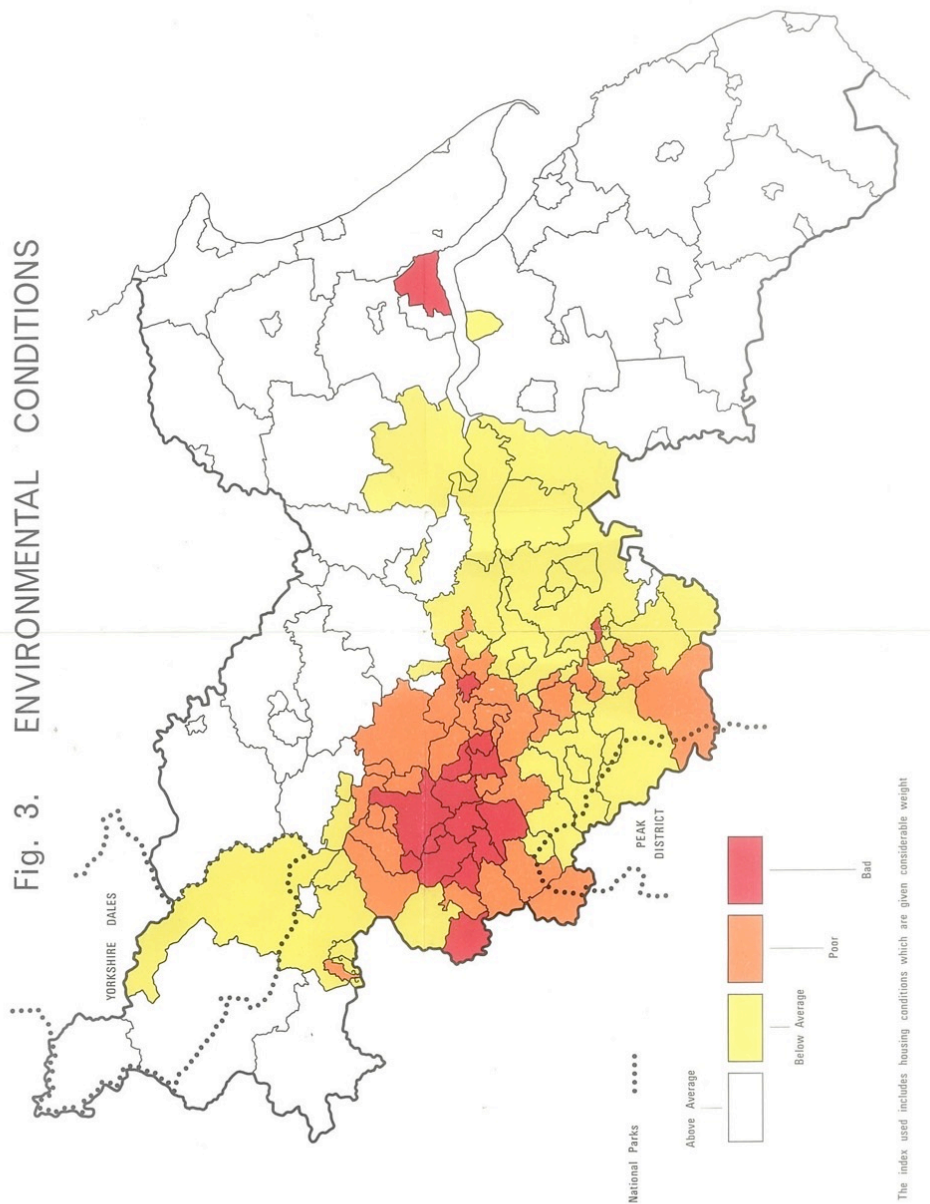 Fig. 3. ENVIRONMENTAL CONDITIONS
YORKSHIRE DALES
PEAK
DISTRICT
National Parks
Above Average
Below Average
Poor
Bad
The index used includes housing conditions which are given considerable weight